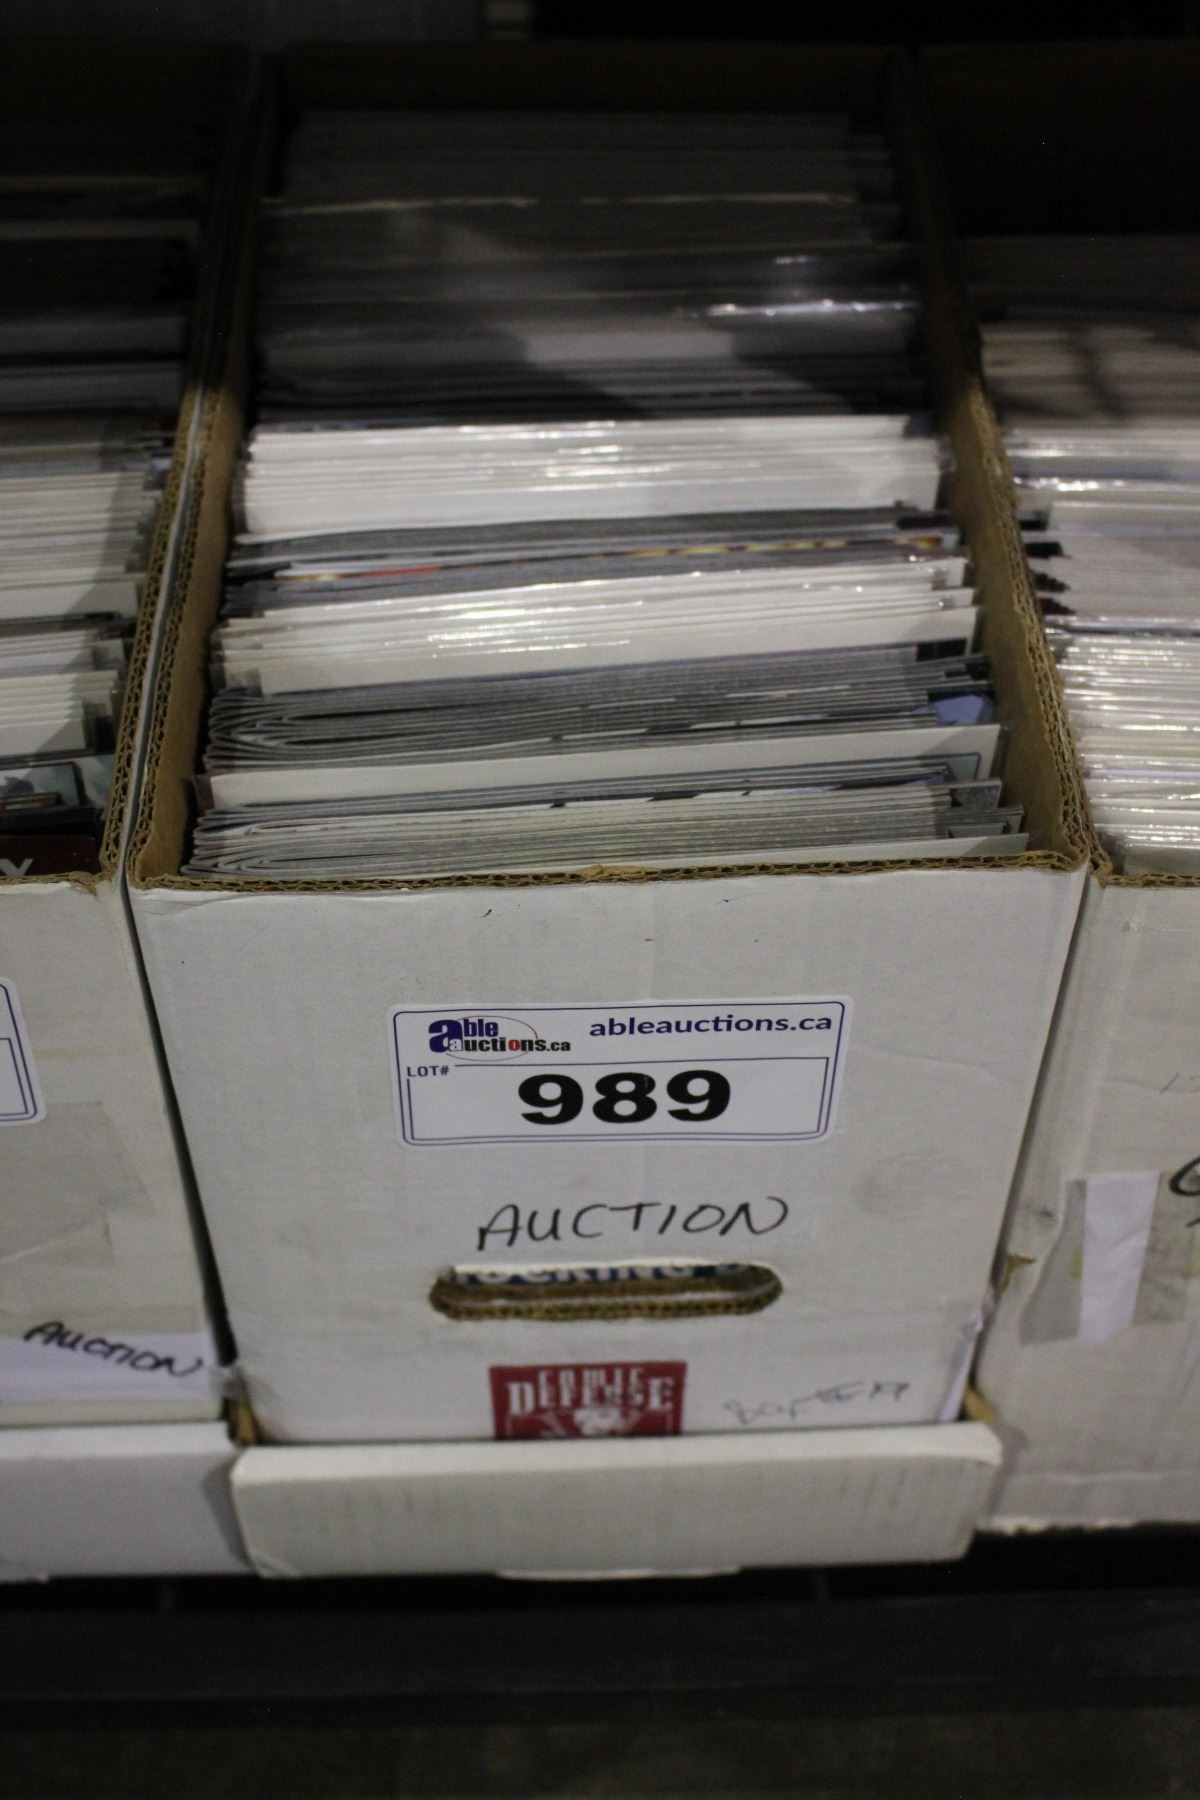 able auctions.ca
ableauctions.ca
LOT#
989
AUCTION
COMIC
DEFENSE
AUCTION
Y